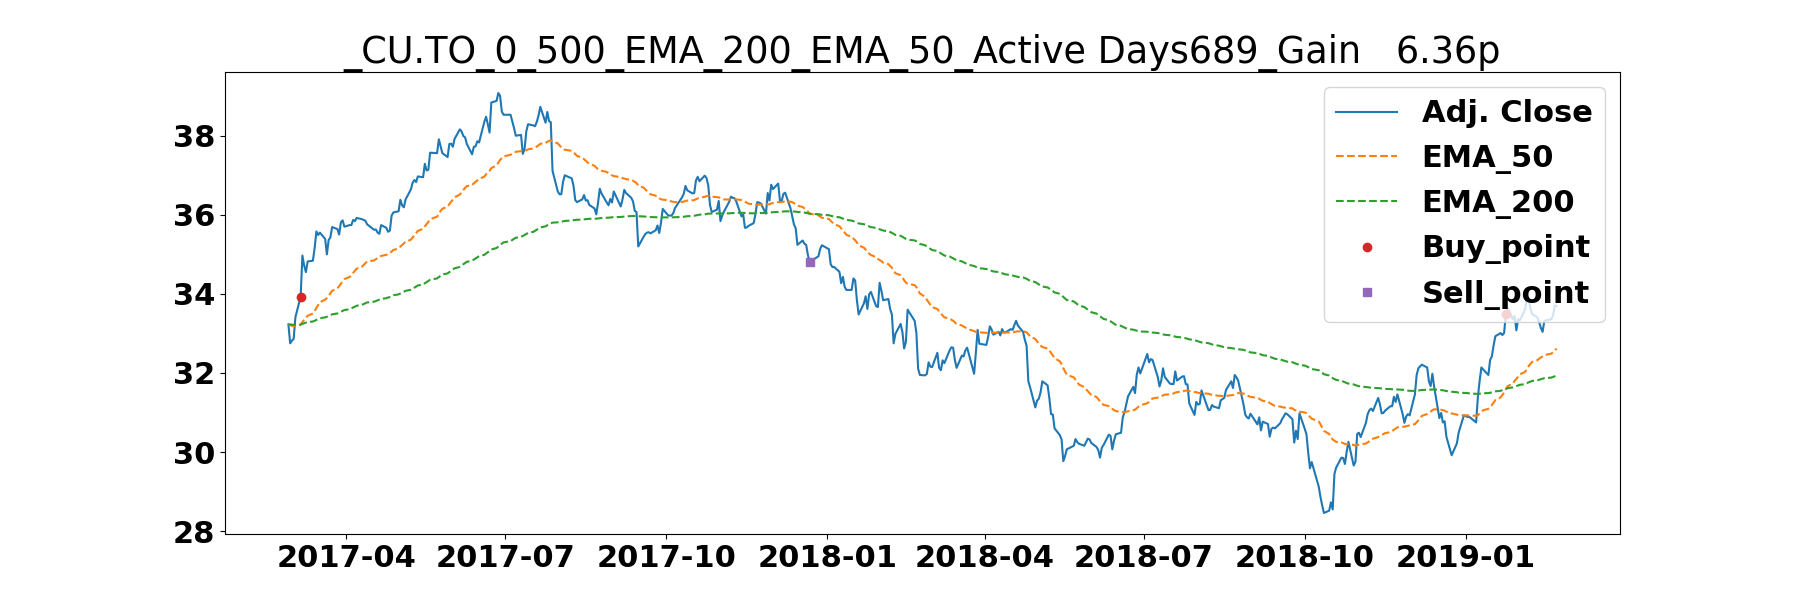 _CU.TO_0_500_EMA_200_EMA_50_Active Days689_Gain   6.36p
Adj. Close
EMA_50
EMA_200
Buy_point
Sell_point
38
36
34
32
30
28
2017-04 2017-07 2017-10 2018-01 2018-04 2018-07 2018-10 2019-01